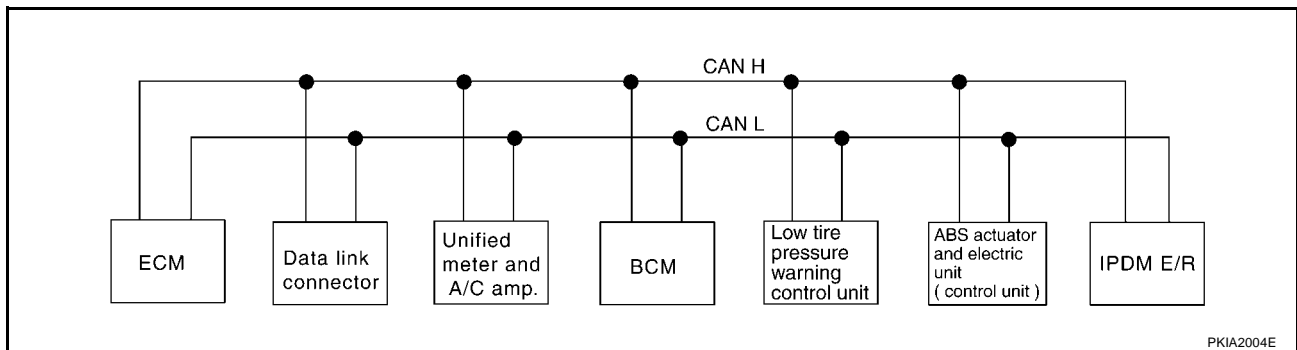 CAN H
CAN L
ECM
Data link
connector
Unified
meter and
A/C amp.
BCM
Low tire
pressure
warning
control unit
ABS actuator
and electric
unit
( control unit )
IPDM E/R
PKIA2004E